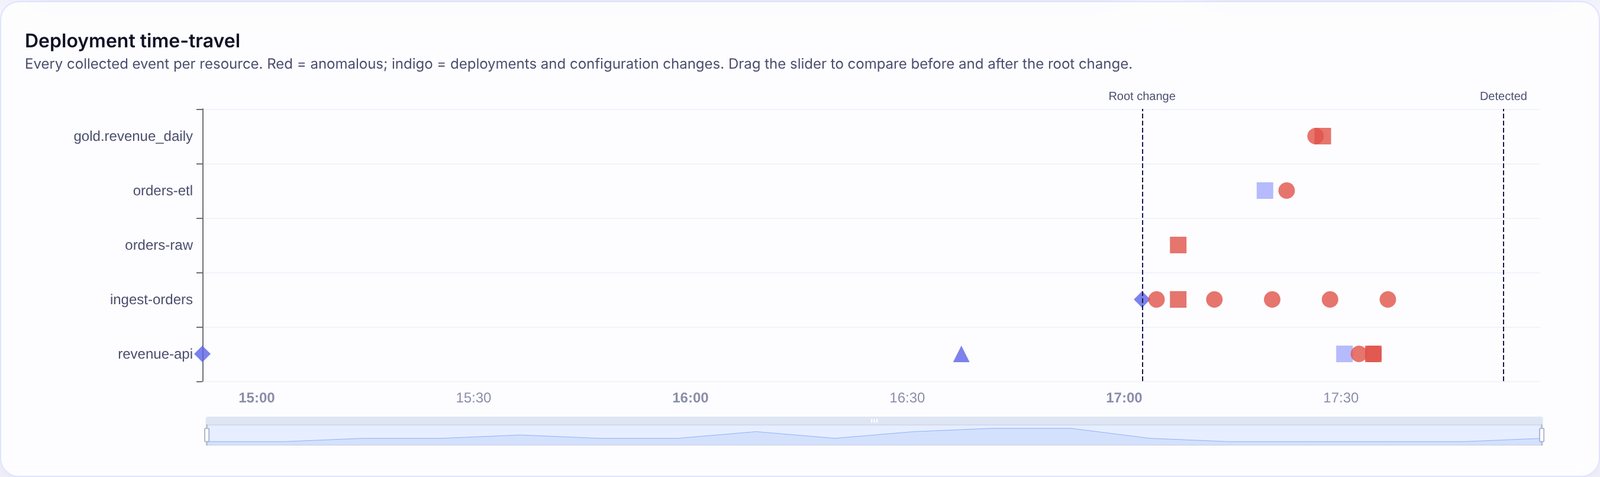 Deployment time-travel
Every collected event per resource. Red = anomalous; indigo = deployments and configuration changes. Drag the slider to compare before and after the root change.
Root change
Detected
gold.revenue_daily
orders-etl
orders-raw
ingest-orders
revenue-api
15:00
15:30
16:00
16:30
17:00
17:30